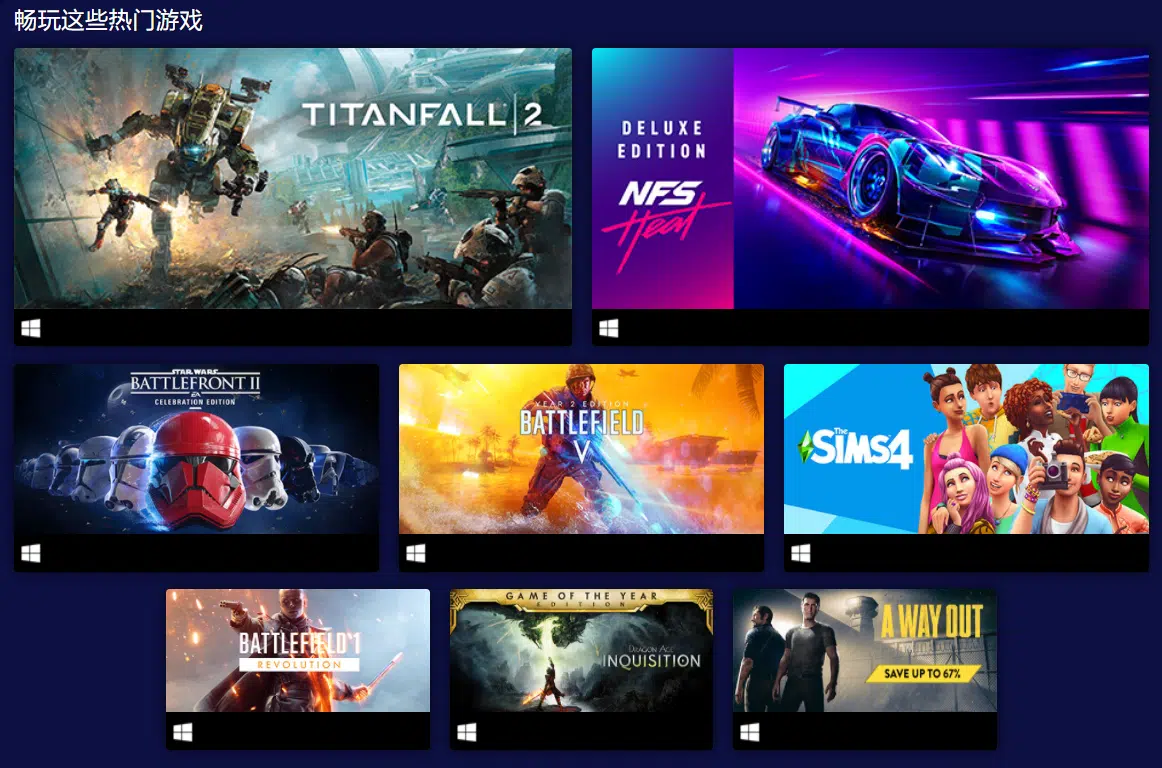 畅玩这些热门游戏
TITANFALL | 2
DELUXE
EDITION
NFS
Heat
STAR WARS
BATTLEFRONT II
EA
CELEBRATION EDITION
YEAR 2 EDITION
BATTLEFIELD
V
The
SIMS4
BATTLEFIELD 1
REVOLUTION
GAME OF THE YEAR
EDITION
DRAGON AGE
INQUISITION
A WAY OUT
SAVE UP TO 67%